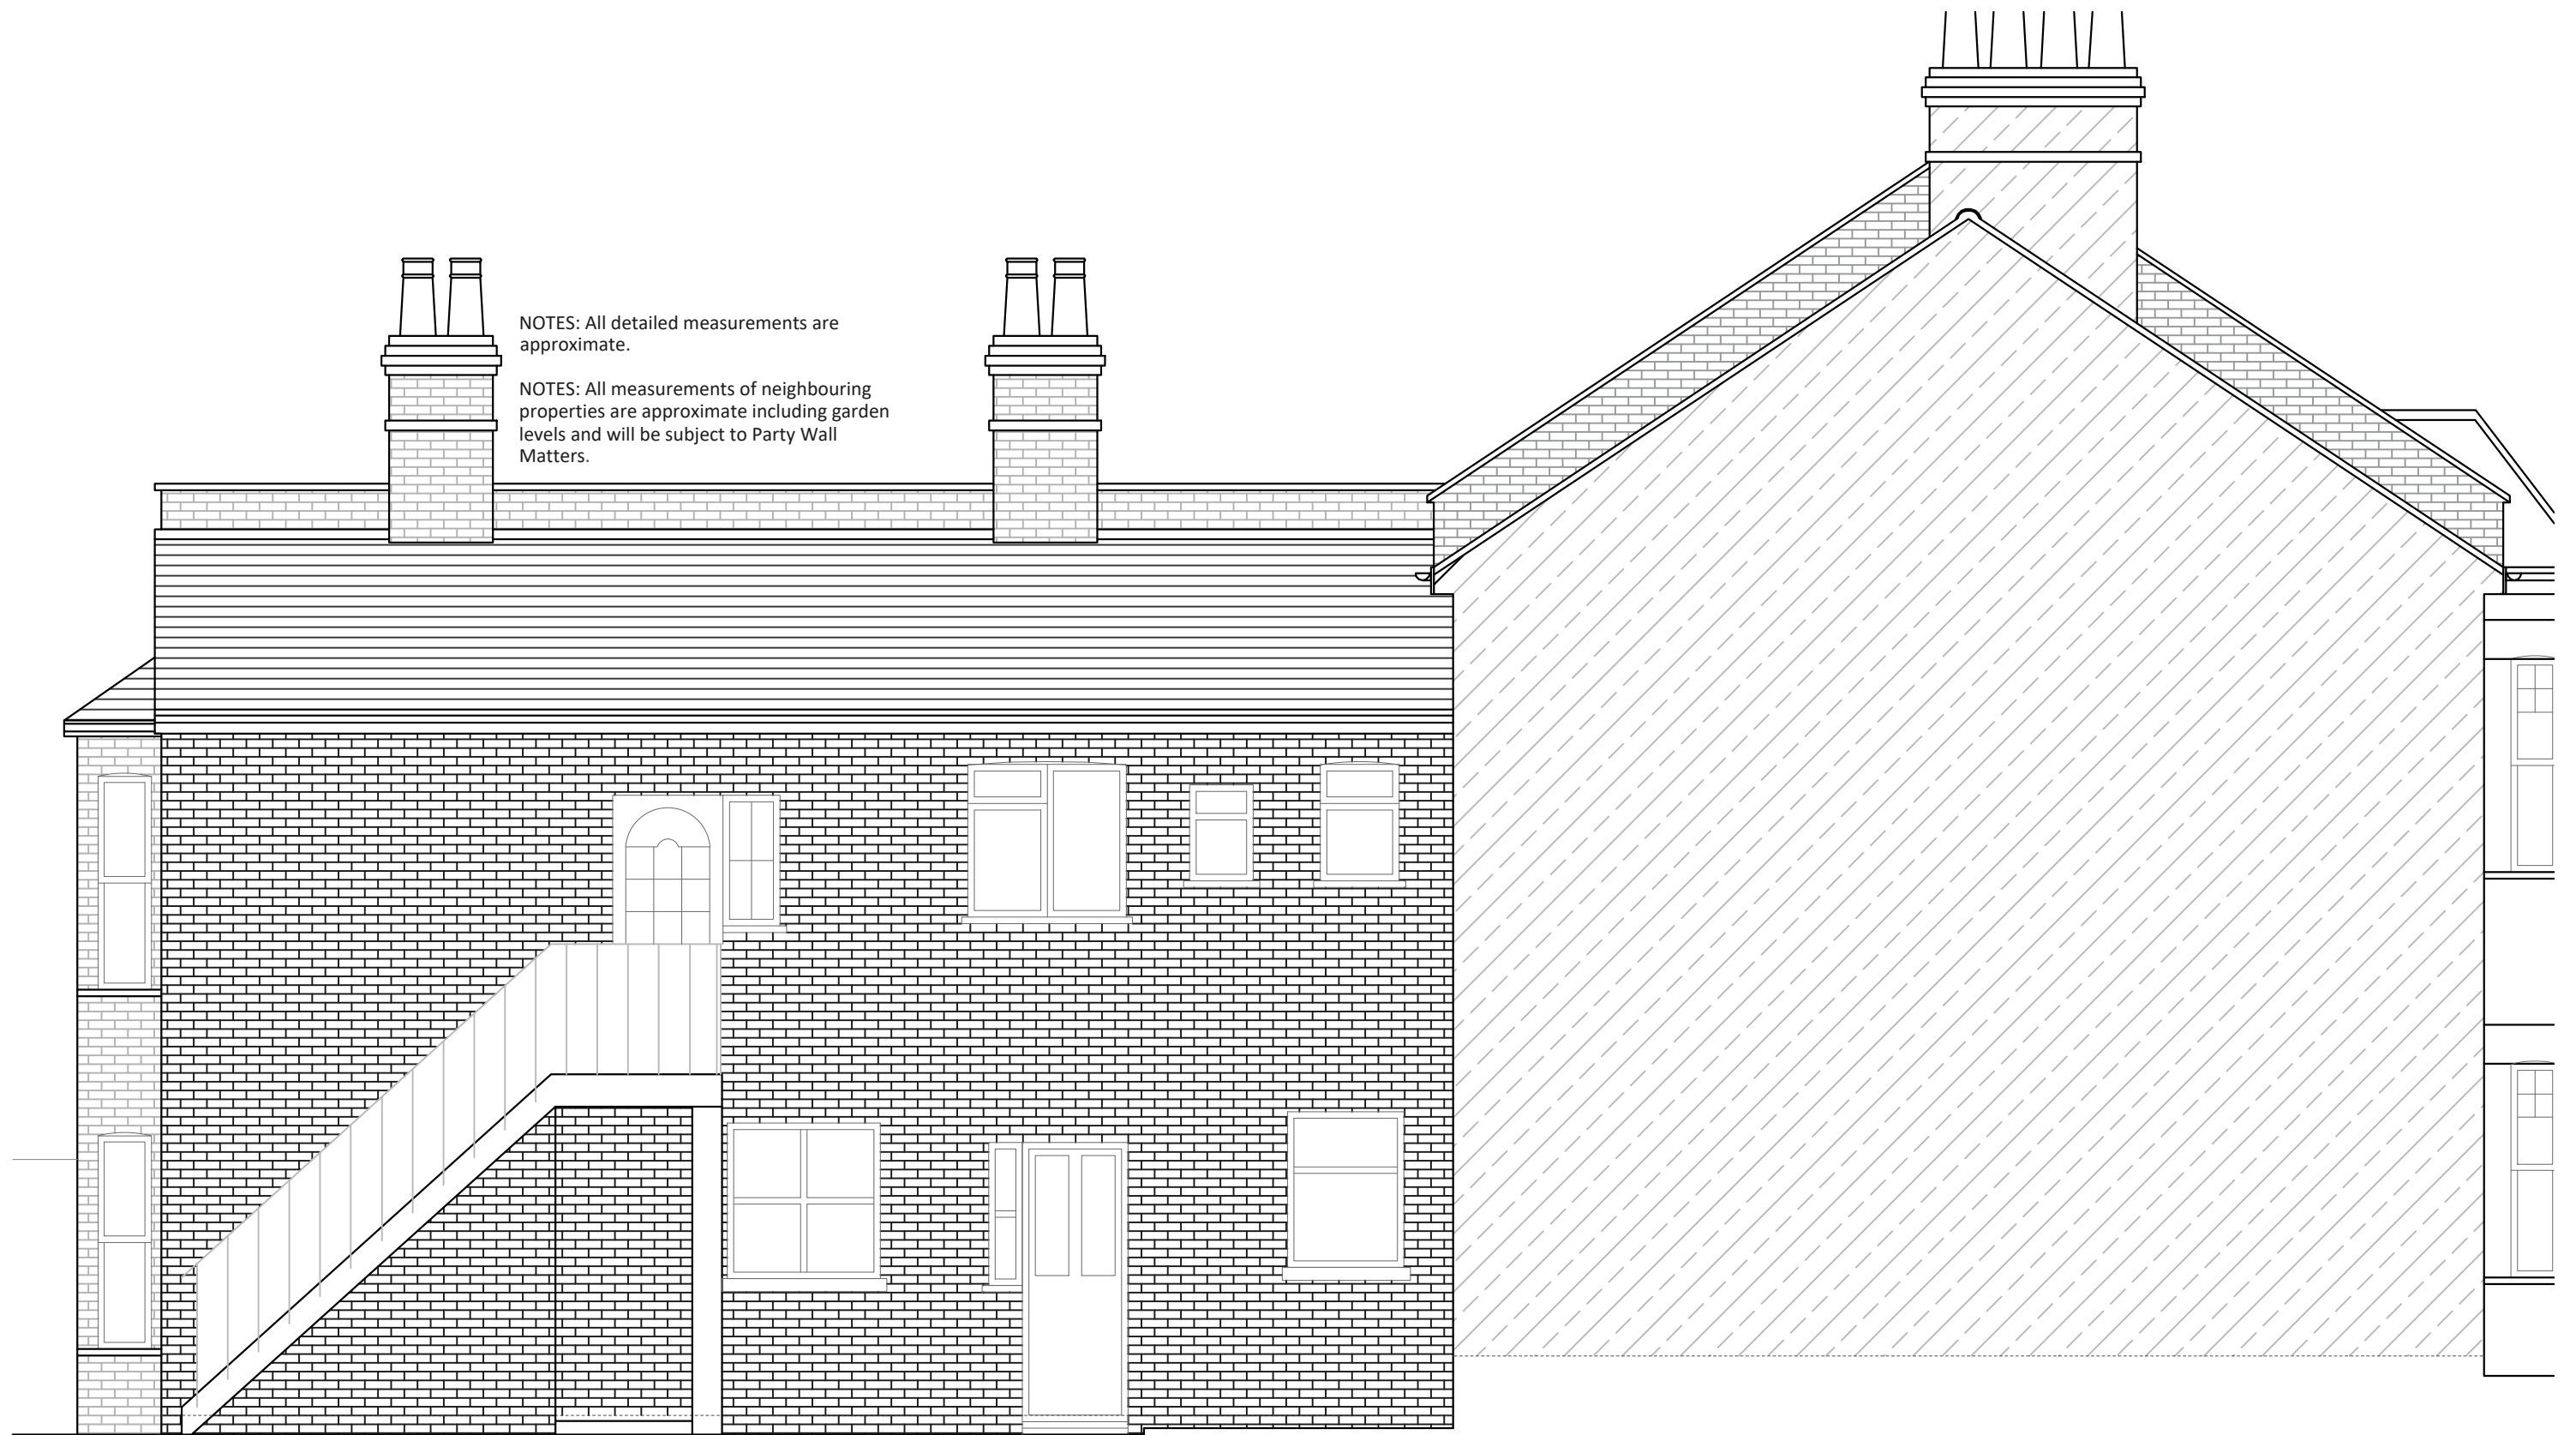 NOTES: All detailed measurements are
approximate.
NOTES: All measurements of neighbouring
properties are approximate including garden
levels and will be subject to Party Wall
Matters.